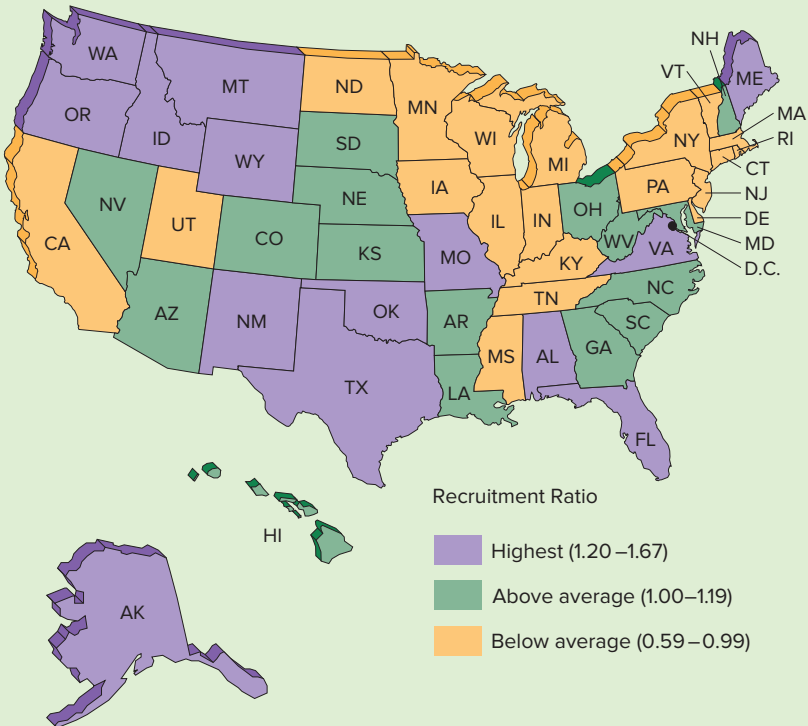 NH
WA
VT
ME
MT
ND
OR
MN
MA
ID
WI
NY
RI
SD
WY
MI
CT
IA
PA
NE
NJ
NV
OH
IL
IN
DE
UT
CO
CA
WV
MD
VA
KS
MO
KY
D.C.
NC
TN
OK
AZ
NM
AR
SC
GA
MS
AL
TX
LA
FL
Recruitment Ratio
HI
Highest (1.20–1.67)
Above average (1.00–1.19)
AK
Below average (0.59–0.99)